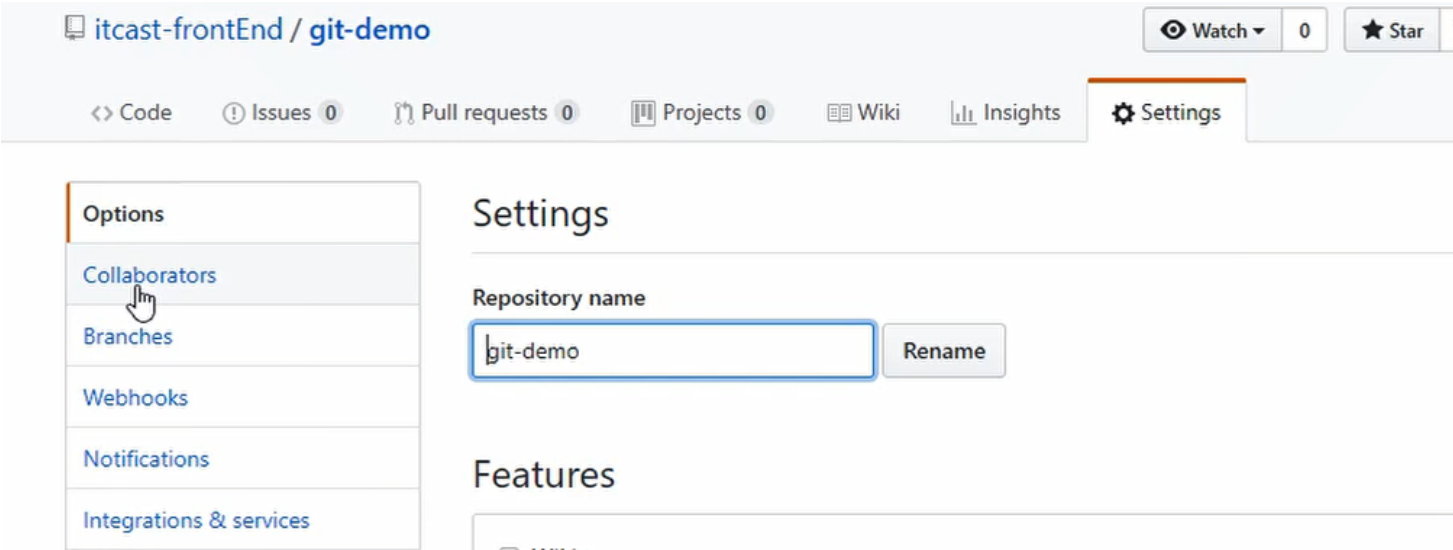 itcast-frontEnd / git-demo
Watch 0 Star
Code Issues 0 Pull requests 0 Projects 0 Wiki Insights Settings
Options
Collaborators
Branches
Webhooks
Notifications
Integrations & services
Settings
Repository name
git-demo Rename
Features